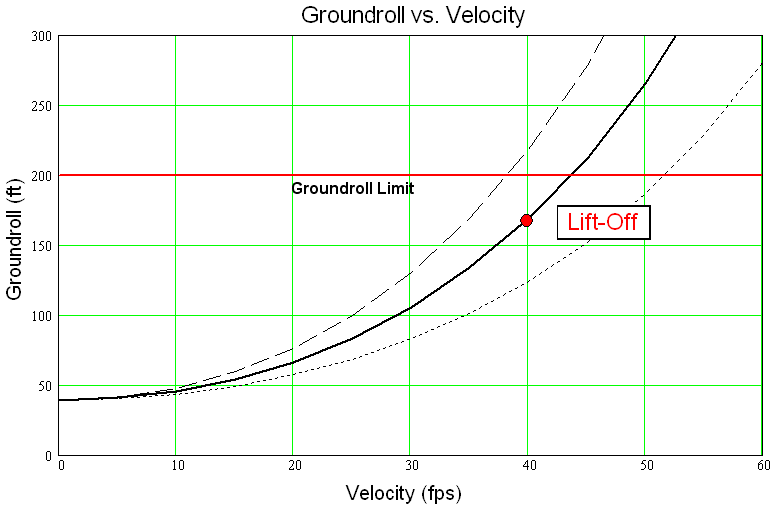 Groundroll vs. Velocity
300
250
200
150
100
50
0
Groundroll (ft)
Groundroll Limit
Lift-Off
0 10 20 30 40 50 60
Velocity (fps)